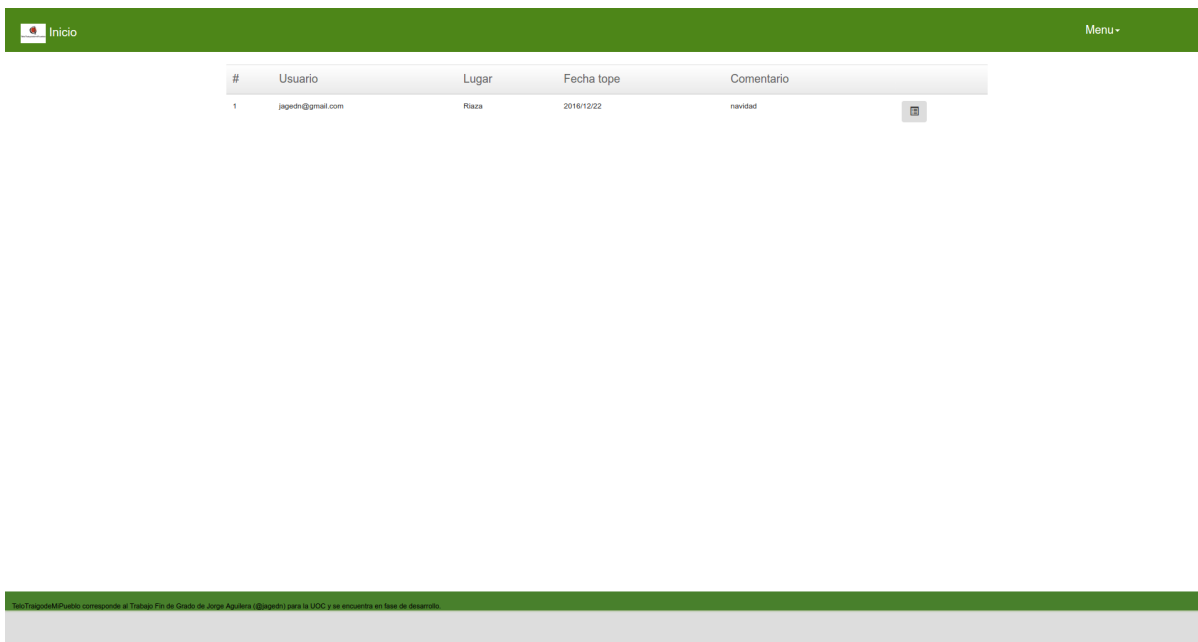 Inicio
Menu
# Usuario Lugar Fecha tope Comentario
1 jagedn@gmail.com Riaza 2016/12/22 navidad
TeloTraigodeMiPueblo corresponde al Trabajo Fin de Grado de Jorge Aguilera (@jagedn) para la UOC y se encuentra en fase de desarrollo.